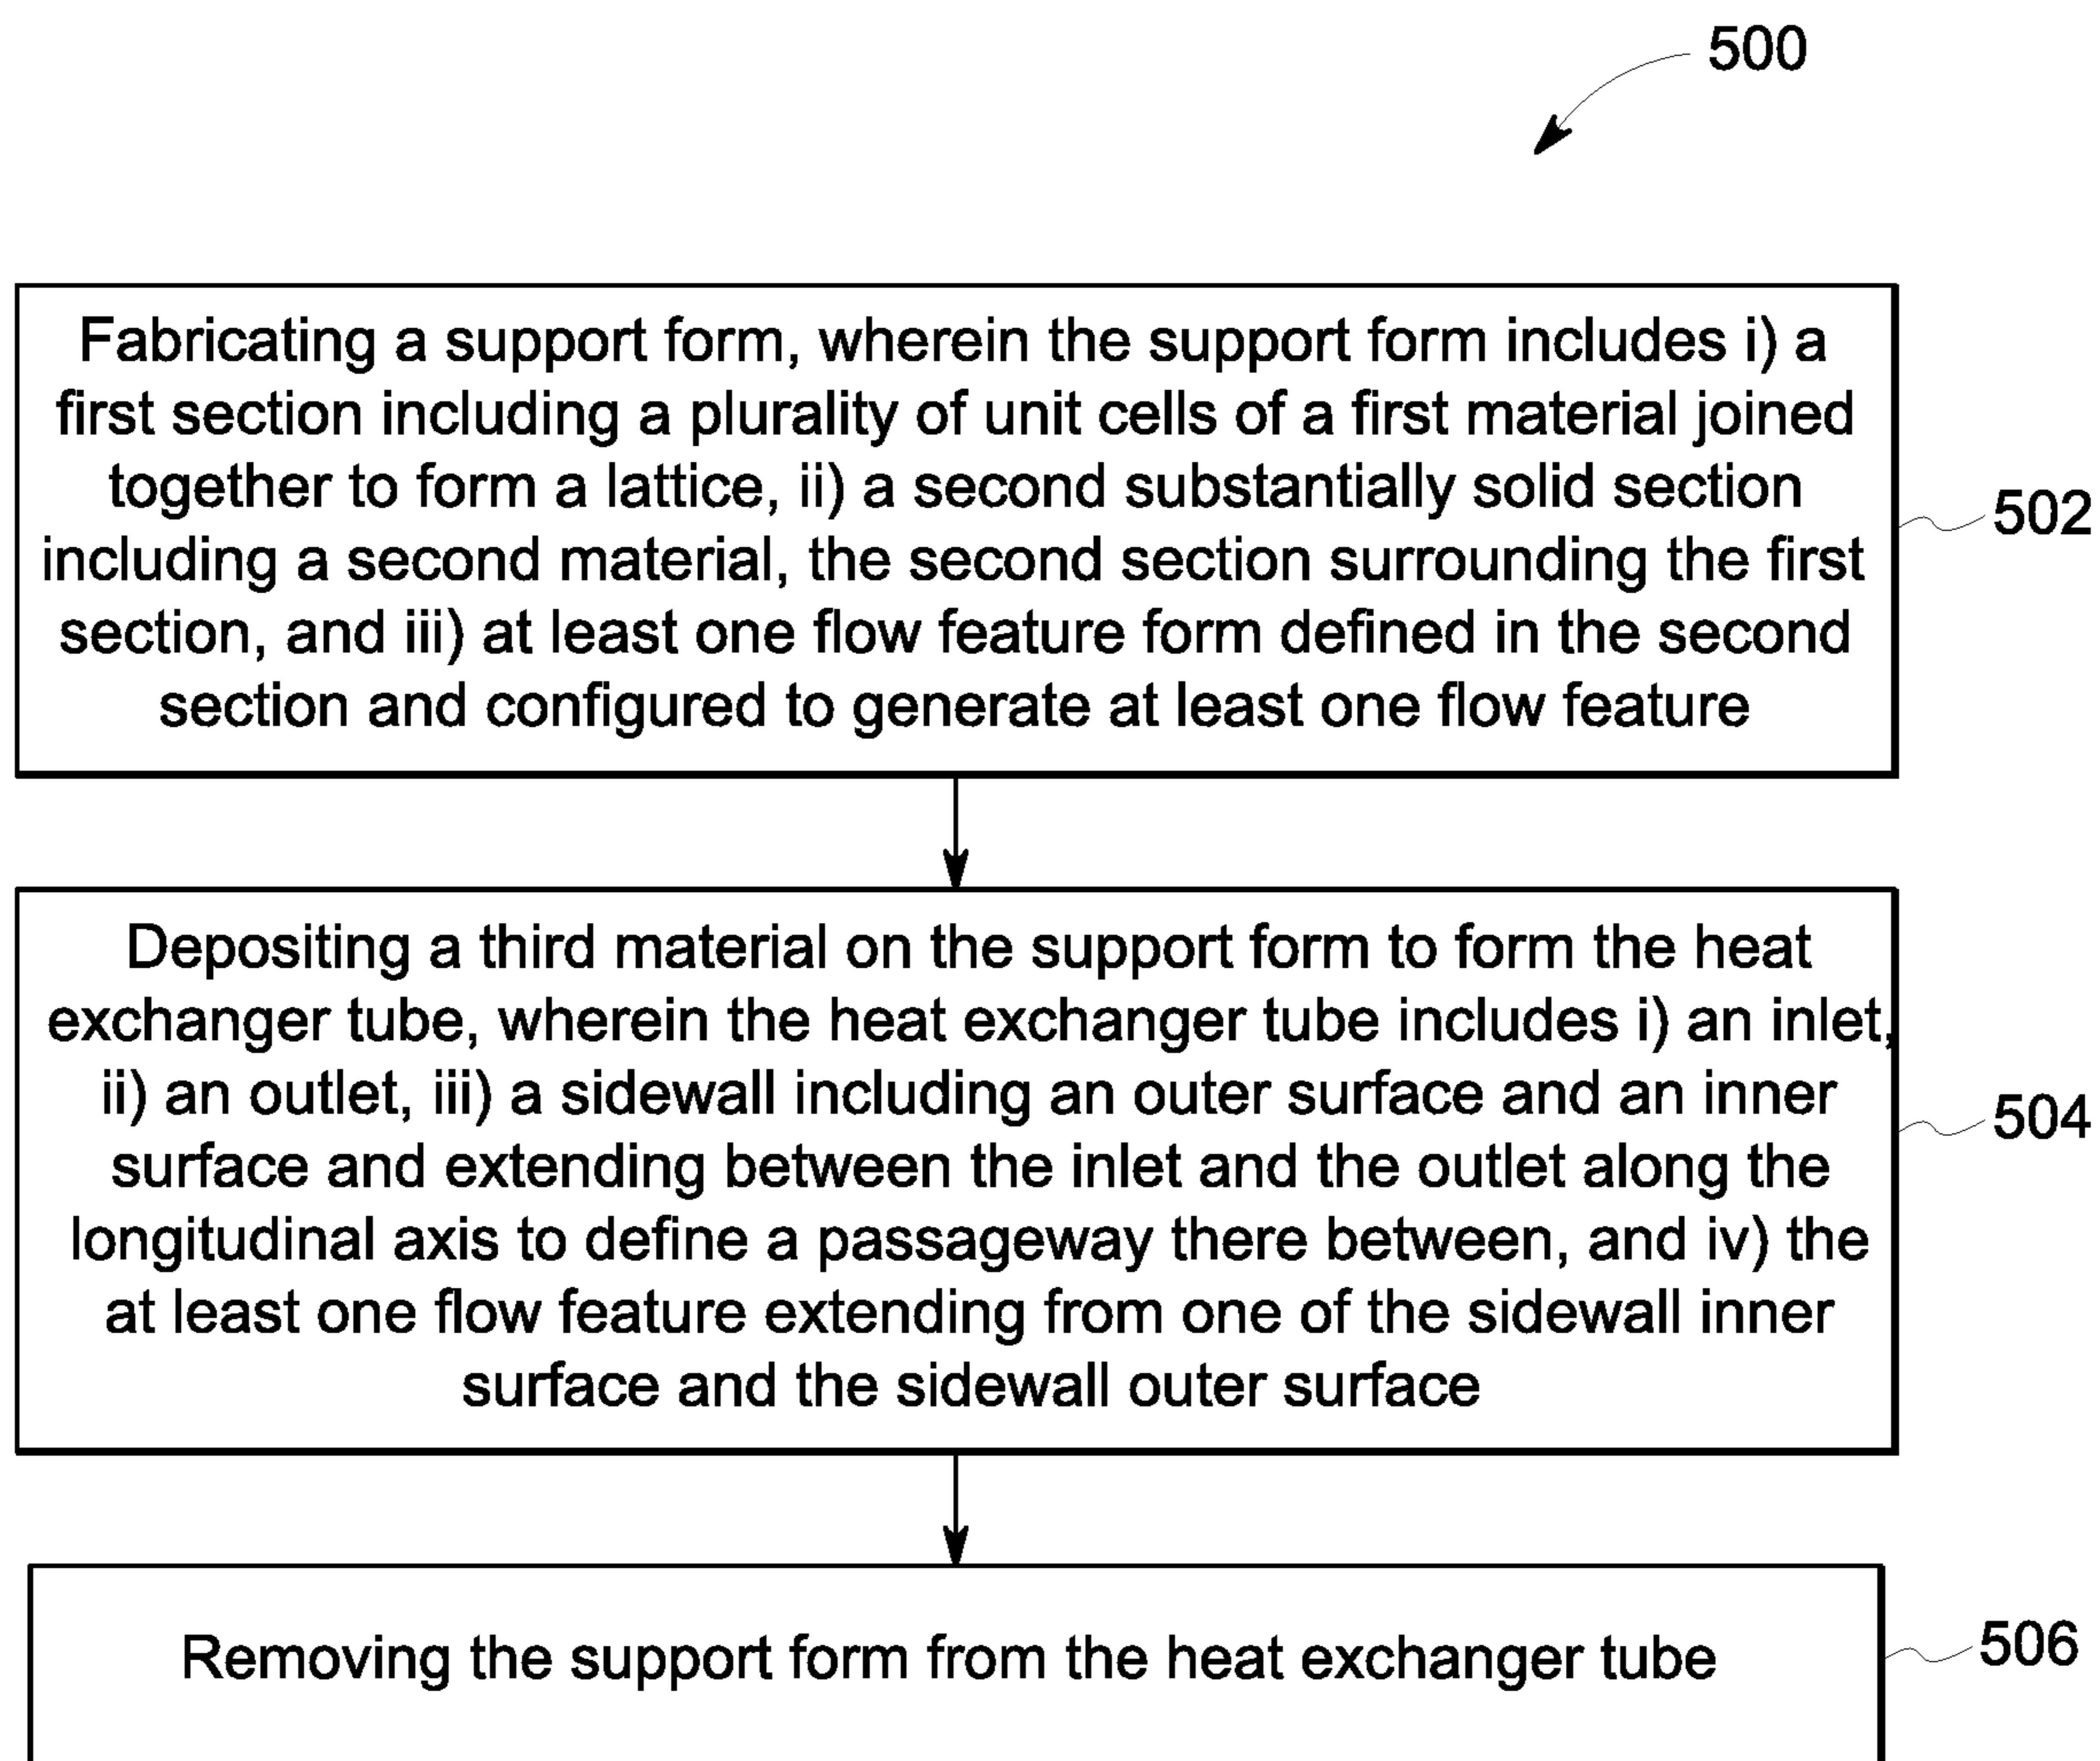 500
Fabricating a support form, wherein the support form includes i) a
first section including a plurality of unit cells of a first material joined
together to form a lattice, ii) a second substantially solid section
including a second material, the second section surrounding the first
section, and iii) at least one flow feature form defined in the second
section and configured to generate at least one flow feature
502
Depositing a third material on the support form to form the heat
exchanger tube, wherein the heat exchanger tube includes i) an inlet,
ii) an outlet, iii) a sidewall including an outer surface and an inner
surface and extending between the inlet and the outlet along the
longitudinal axis to define a passageway there between, and iv) the
at least one flow feature extending from one of the sidewall inner
surface and the sidewall outer surface
504
Removing the support form from the heat exchanger tube
506